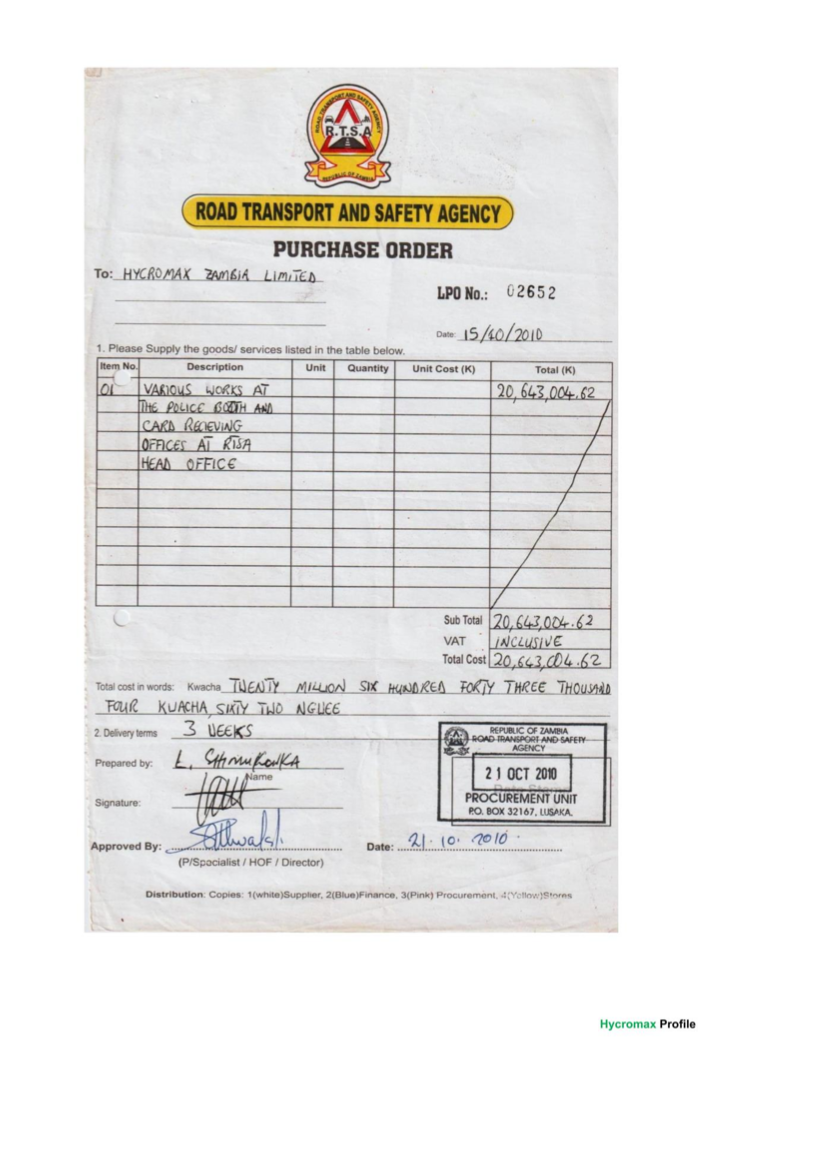 ROAD TRANSPORT AND SAFETY AGENCY
R.T.S.A
REPUBLIC OF ZAMBIA
ROAD TRANSPORT AND SAFETY AGENCY
PURCHASE ORDER
To: HYCROMAX ZAMBIA LIMITED
LPO No.: 02652
Date: 15/10/2010
1. Please Supply the goods/ services listed in the table below.
Item No. Description Unit Quantity Unit Cost (K) Total (K)
01 VARIOUS WORKS AT 20,643,004.62
THE POLICE BOOTH AND
CARD RECIEVING
OFFICES AT RTSA
HEAD OFFICE
Sub Total 20,643,004.62
VAT INCLUSIVE
Total Cost 20,643,004.62
Total cost in words: Kwacha TWENTY MILLION SIX HUNDRED FORTY THREE THOUSAND
FOUR KWACHA, SIXTY TWO NGWEE
2. Delivery terms 3 WEEKS
REPUBLIC OF ZAMBIA
ROAD TRANSPORT AND SAFETY
AGENCY
21 OCT 2010
PROCUREMENT UNIT
P.O. BOX 32167, LUSAKA.
Prepared by: L.
Name
Signature:
Approved By: Date: 21.10.2010.
(P/Specialist / HOF / Director)
Distribution: Copies: 1(white)Supplier, 2(Blue)Finance, 3(Pink) Procurement, 4(Yellow)Stores
Hycromax Profile